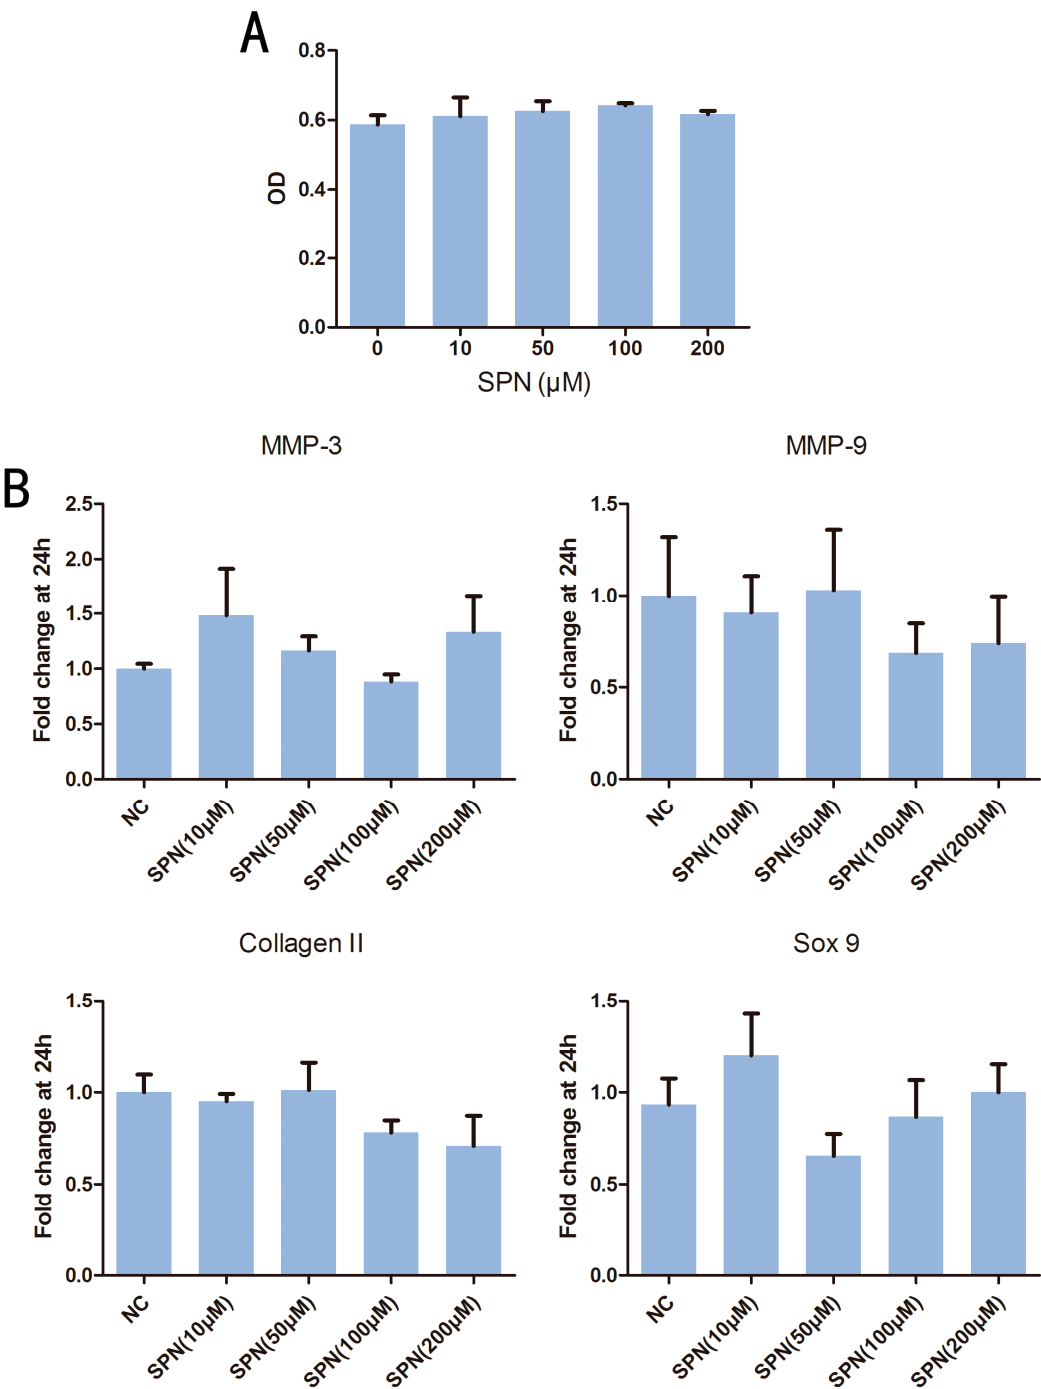 A
0.8
0.6
0.4
0.2
0.0
OD
0 10 50 100 200
SPN (μM)
B
MMP-3
2.5
2.0
1.5
1.0
0.5
0.0
Fold change at 24h
NC SPN(10μM) SPN(50μM) SPN(100μM) SPN(200μM)
MMP-9
1.5
1.0
0.5
0.0
Fold change at 24h
NC SPN(10μM) SPN(50μM) SPN(100μM) SPN(200μM)
Collagen II
1.5
1.0
0.5
0.0
Fold change at 24h
NC SPN(10μM) SPN(50μM) SPN(100μM) SPN(200μM)
Sox 9
1.5
1.0
0.5
0.0
Fold change at 24h
NC SPN(10μM) SPN(50μM) SPN(100μM) SPN(200μM)